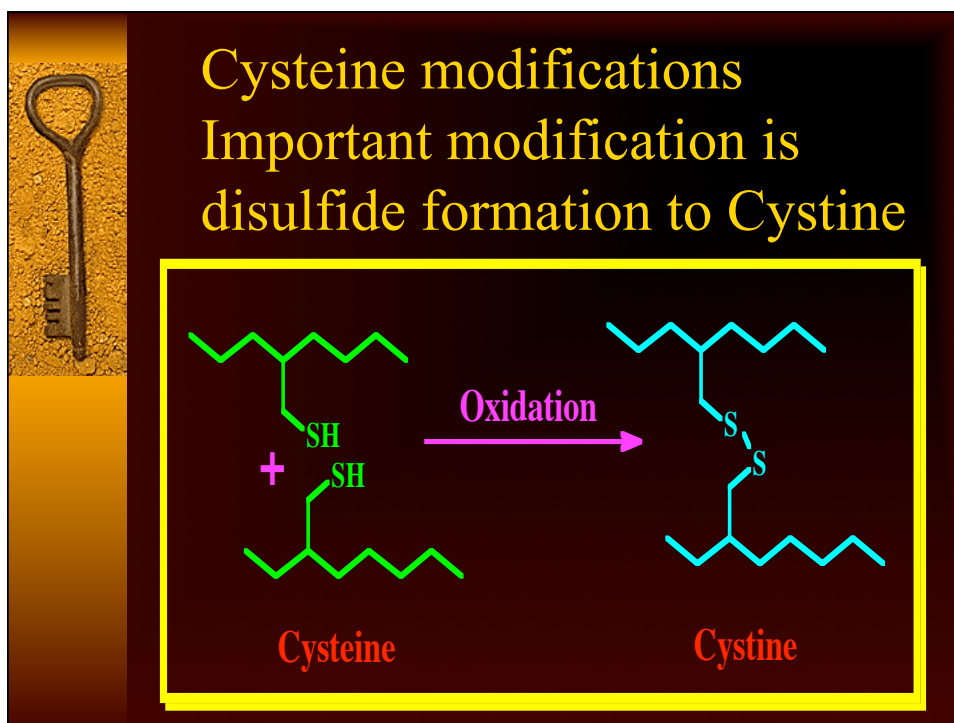 Cysteine modifications
Important modification is
disulfide formation to Cystine
Oxidation
SH
+
SH
S
S
Cysteine
Cystine